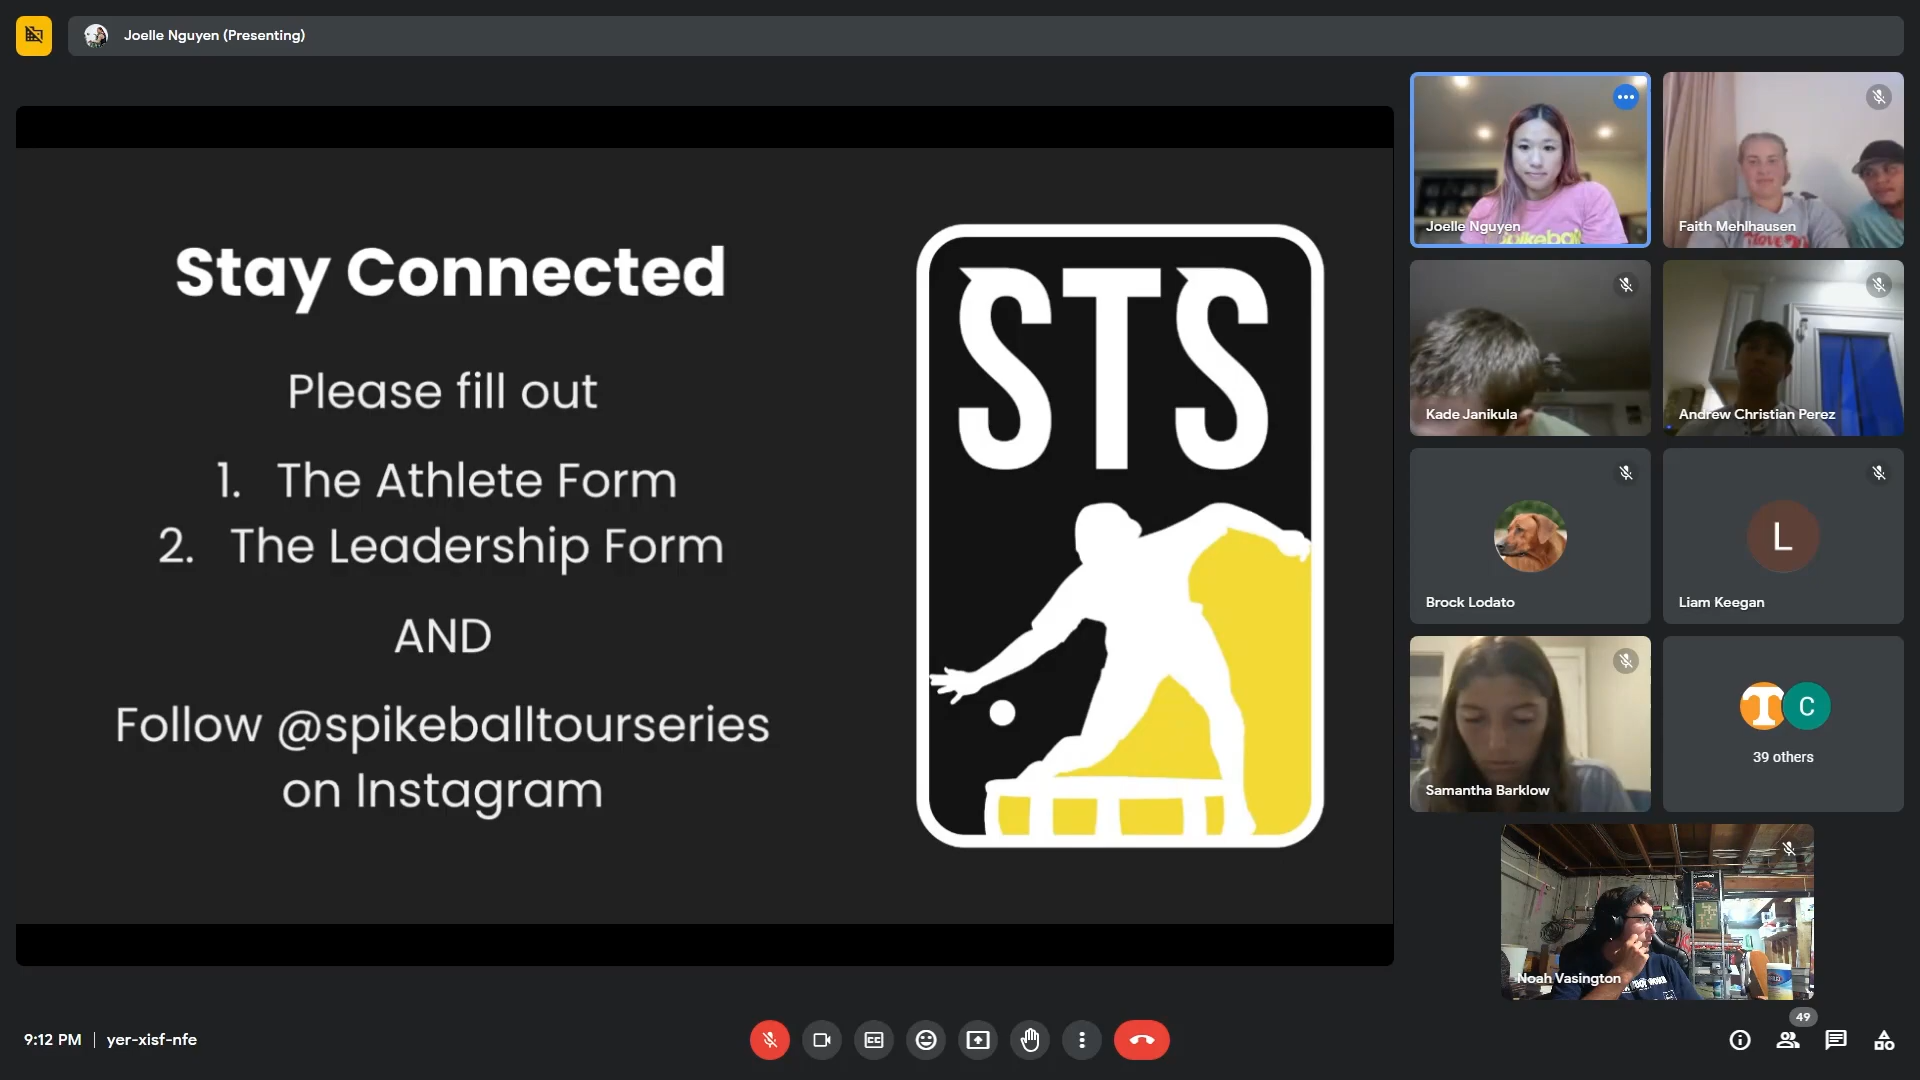 Joelle Nguyen (Presenting)
Stay Connected
Please fill out
1. The Athlete Form
2. The Leadership Form
AND
Follow @spikeballtourseries
on Instagram
STS
Joelle Nguyen
Spikeball
Faith Mehlhausen
Kade Janikula
Andrew Christian Perez
Brock Lodato
L
Liam Keegan
Samantha Barklow
T
C
39 others
Noah Vasington
9:12 PM | yer-xisf-nfe
CC
49